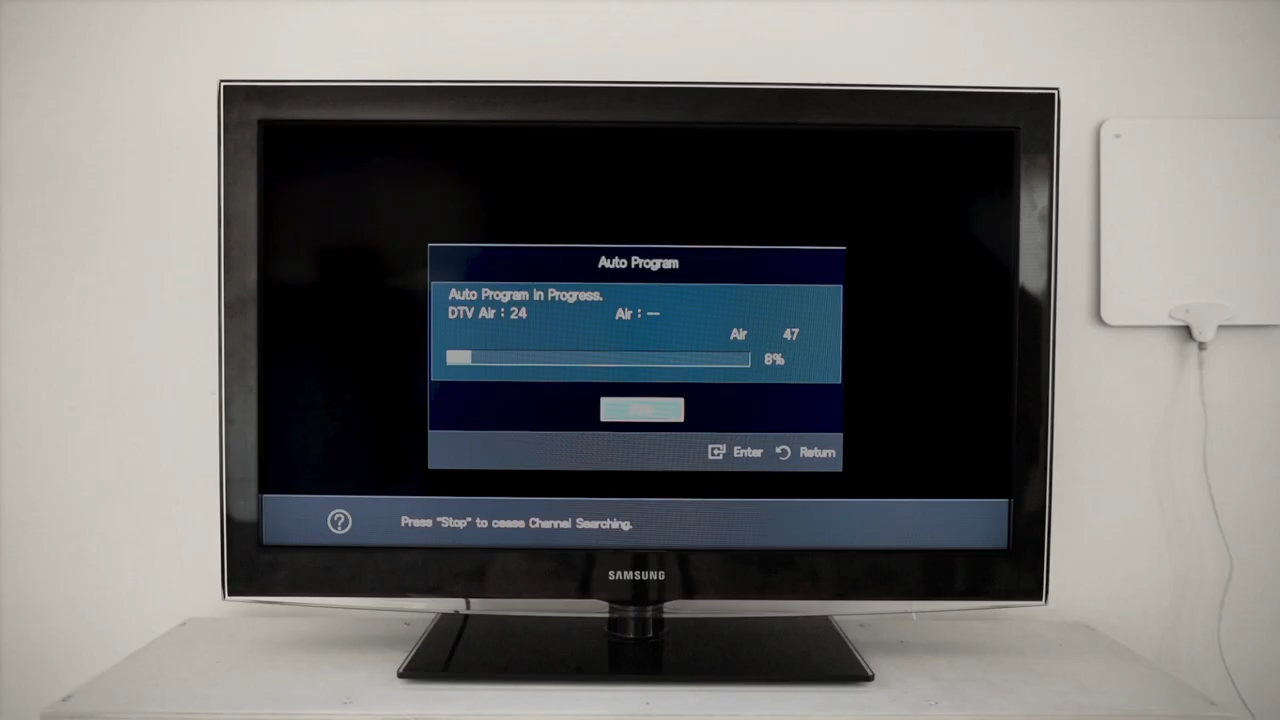 Auto Program
Auto Program in Progress.
DTV Air : 24 Air : --
Air 47
8%
Enter Return
Press "Stop" to cease Channel Searching.
SAMSUNG